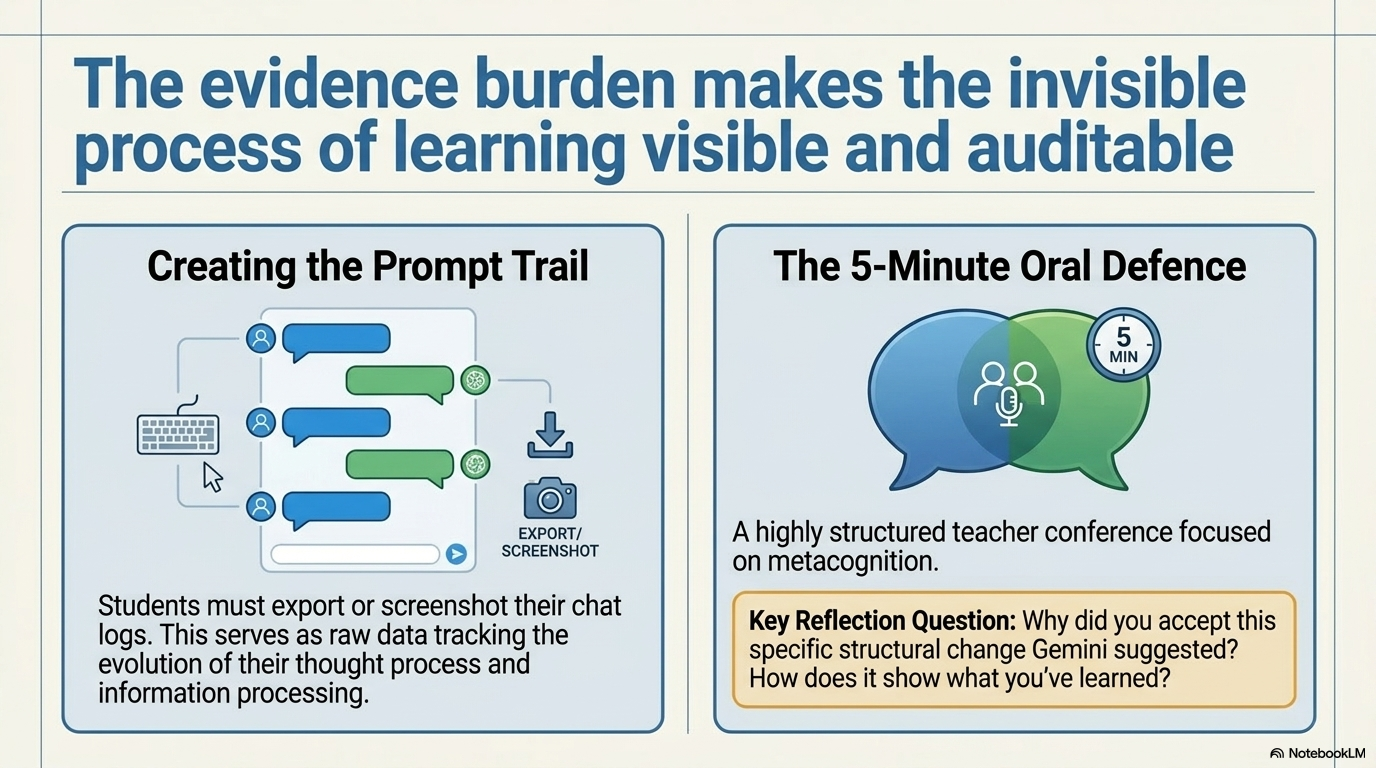 The evidence burden makes the invisible
process of learning visible and auditable
Creating the Prompt Trail
EXPORT/
SCREENSHOT
Students must export or screenshot their chat
logs. This serves as raw data tracking the
evolution of their thought process and
information processing.
The 5-Minute Oral Defence
5
MIN
A highly structured teacher conference focused
on metacognition.
Key Reflection Question: Why did you accept this
specific structural change Gemini suggested?
How does it show what you've learned?
NotebookLM